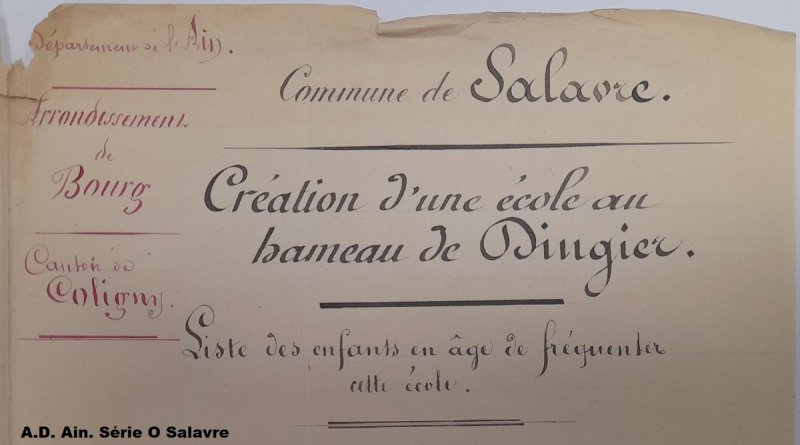 Département de l'Ain.
Arrondissement
de
Bourg
Canton de
Coligny.
Commune de Salavre.
Création d'une école au
hameau de Dingier.
Liste des enfants en âge de fréquenter
cette école.
A.D. Ain. Série O Salavre